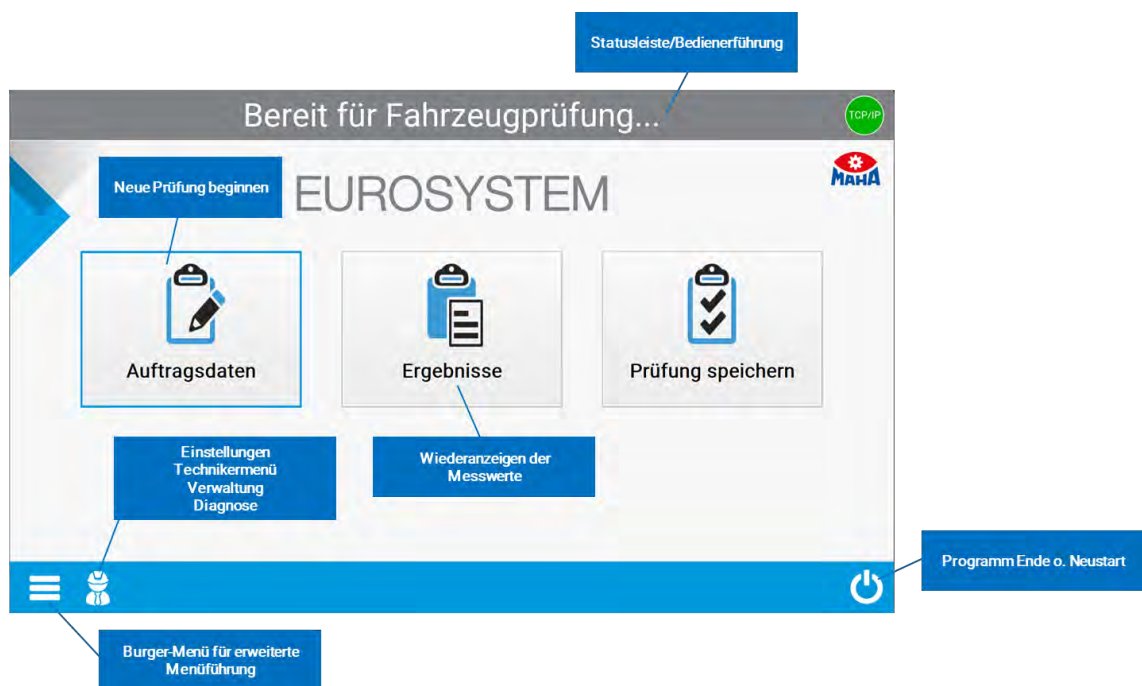 Statusleiste/Bedienerführung
Bereit für Fahrzeugprüfung...
TCP/IP
MAHA
Neue Prüfung beginnen
EUROSYSTEM
Auftragsdaten
Ergebnisse
Prüfung speichern
Einstellungen
Technikermenü
Verwaltung
Diagnose
Wiederanzeigen der
Messwerte
Programm Ende o. Neustart
Burger-Menü für erweiterte
Menüführung